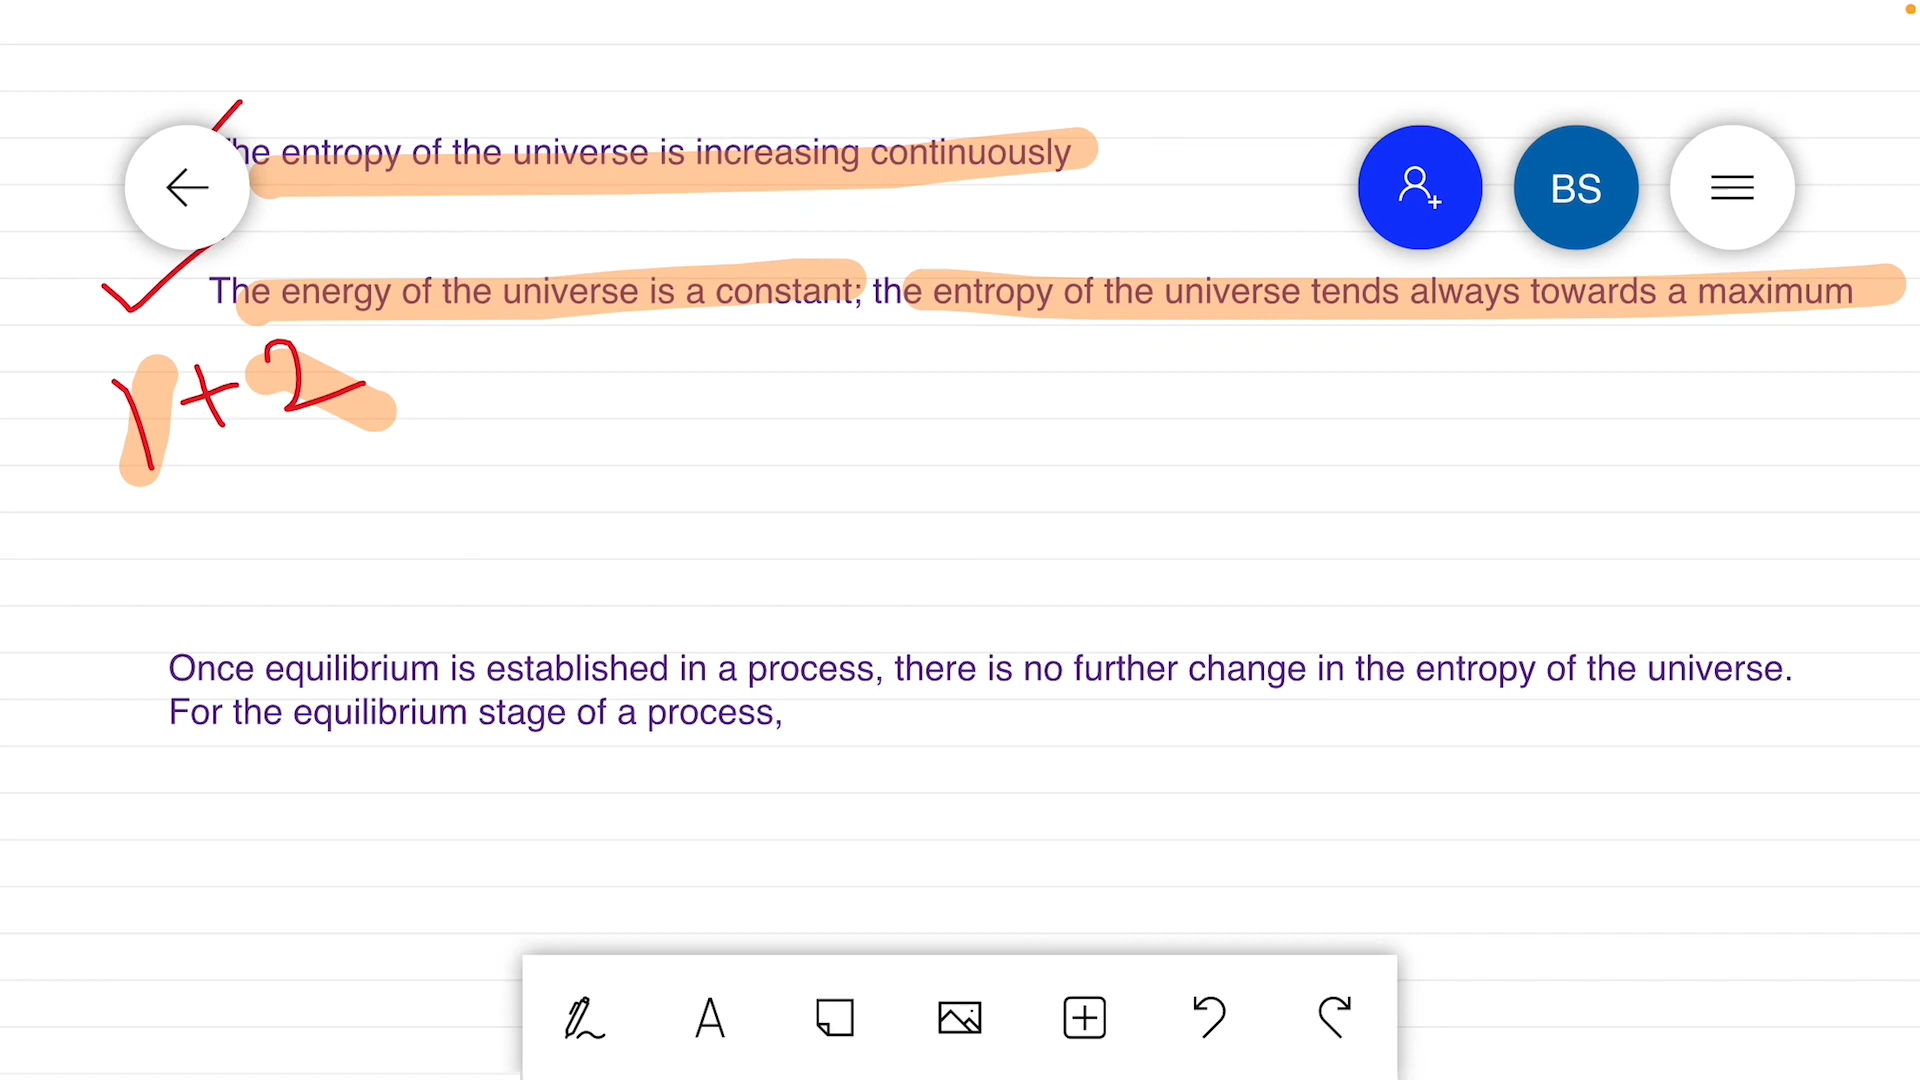 he entropy of the universe is increasing continuously
BS
The energy of the universe is a constant; the entropy of the universe tends always towards a maximum
1 + 2
Once equilibrium is established in a process, there is no further change in the entropy of the universe.
For the equilibrium stage of a process,